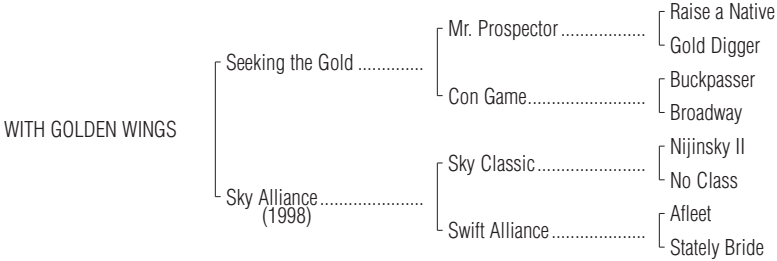 Raise a Native
Mr. Prospector ..................
Gold Digger
Seeking the Gold ..............
Buckpasser
Con Game.........................
Broadway
WITH GOLDEN WINGS
Nijinsky II
Sky Classic .......................
No Class
Sky Alliance ......................
(1998)
Afleet
Swift Alliance ....................
Stately Bride